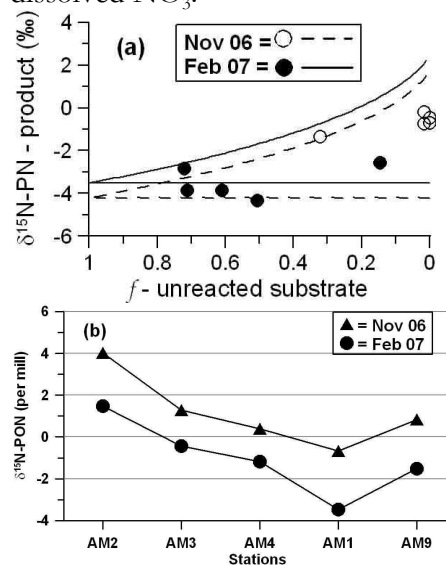 dissolved NO₃.
(a)
Nov 06 =
Feb 07 =
δ¹⁵N-PN - product (‰)
4
2
0
-2
-4
-6
1 0.8 0.6 0.4 0.2 0
f - unreacted substrate
(b)
= Nov 06
= Feb 07
δ¹⁵N-PON (per mill)
6
4
2
0
-2
-4
AM2 AM3 AM4 AM1 AM9
Stations